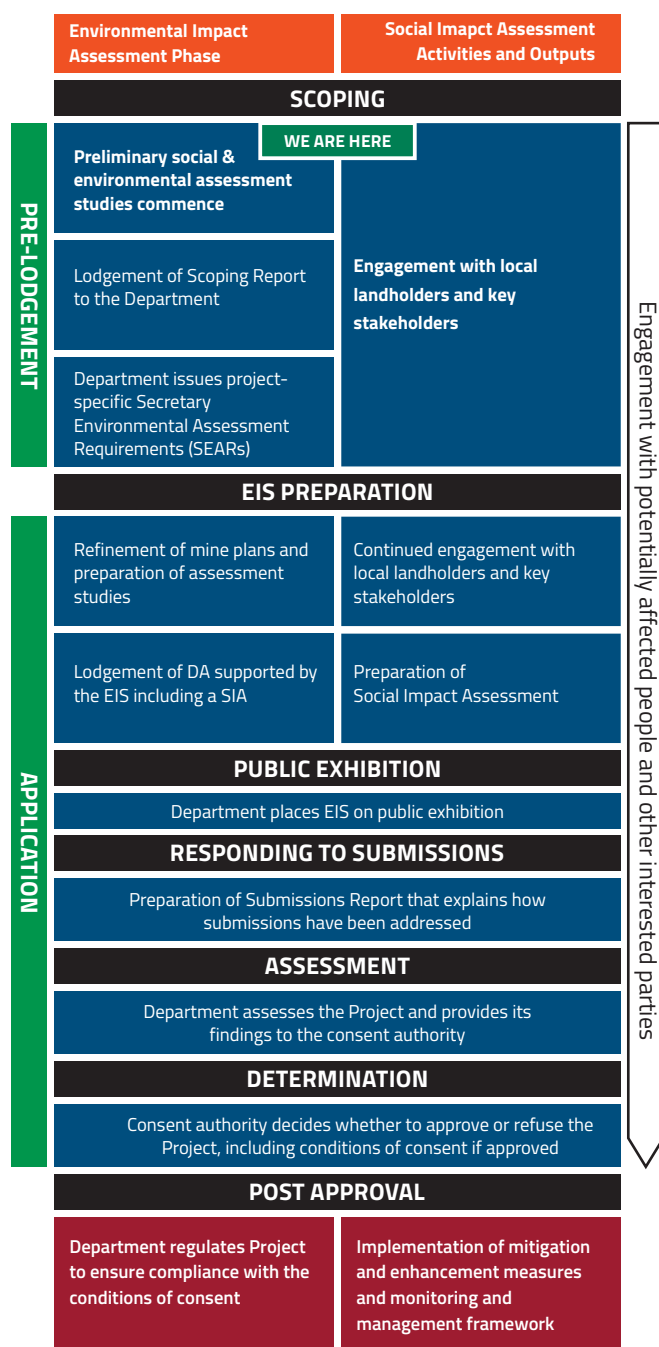 Environmental Impact
Assessment Phase
Social Imapct Assessment
Activities and Outputs
SCOPING
WE ARE HERE
PRE-LODGEMENT
Preliminary social &
environmental assessment
studies commence
Lodgement of Scoping Report
to the Department
Department issues project-
specific Secretary
Environmental Assessment
Requirements (SEARs)
Engagement with local
landholders and key
stakeholders
Engagement with potentially affected people and other interested parties
EIS PREPARATION
APPLICATION
Refinement of mine plans and
preparation of assessment
studies
Continued engagement with
local landholders and key
stakeholders
Lodgement of DA supported by
the EIS including a SIA
Preparation of
Social Impact Assessment
PUBLIC EXHIBITION
Department places EIS on public exhibition
RESPONDING TO SUBMISSIONS
Preparation of Submissions Report that explains how
submissions have been addressed
ASSESSMENT
Department assesses the Project and provides its
findings to the consent authority
DETERMINATION
Consent authority decides whether to approve or refuse the
Project, including conditions of consent if approved
POST APPROVAL
Department regulates Project
to ensure compliance with the
conditions of consent
Implementation of mitigation
and enhancement measures
and monitoring and
management framework